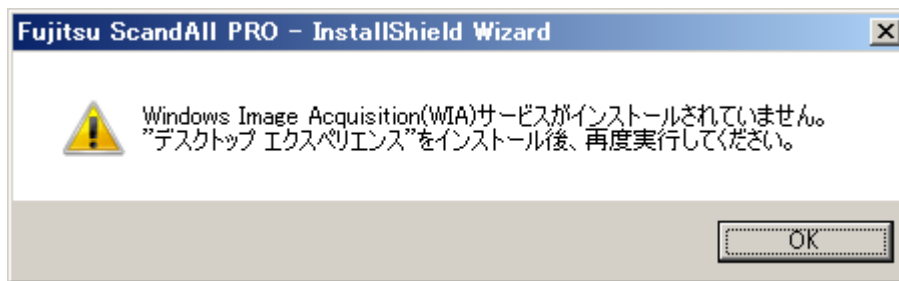 Fujitsu ScandAll PRO - InstallShield Wizard
Windows Image Acquisition(WIA)サービスがインストールされていません。
”デスクトップ エクスペリエンス”をインストール後、再度実行してください。
OK